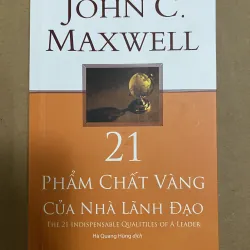 JOHN C.
MAXWELL
21
PHẨM CHẤT VÀNG
CỦA NHÀ LÃNH ĐẠO
THE 21 INDISPENSABLE QUALITIES OF A LEADER
Hà Quang Hùng dịch